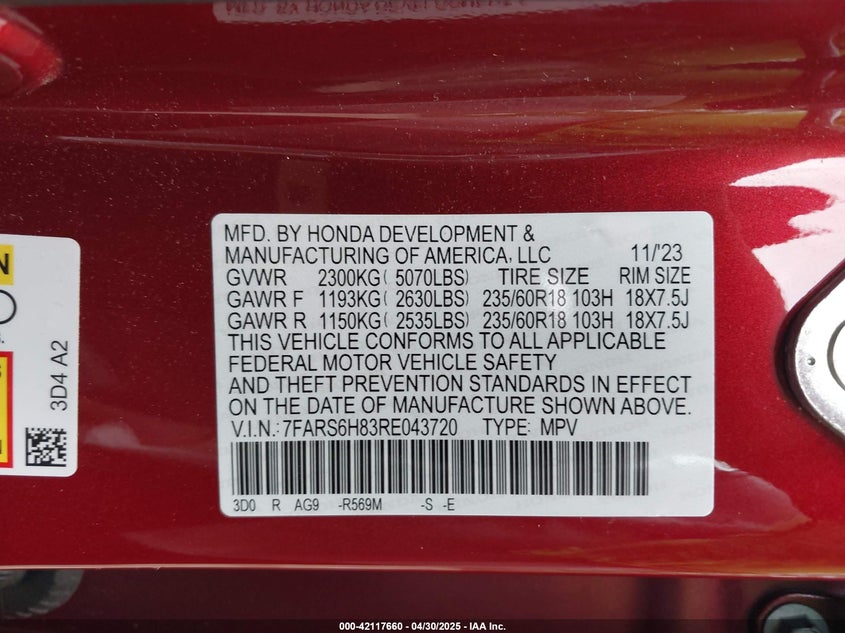 MFD. BY HONDA DEVELOPMENT &
MANUFACTURING OF AMERICA, LLC 11/'23
GVWR 2300KG( 5070LBS) TIRE SIZE RIM SIZE
GAWR F 1193KG( 2630LBS) 235/60R18 103H 18X7.5J
GAWR R 1150KG( 2535LBS) 235/60R18 103H 18X7.5J
THIS VEHICLE CONFORMS TO ALL APPLICABLE
FEDERAL MOTOR VEHICLE SAFETY
AND THEFT PREVENTION STANDARDS IN EFFECT
ON THE DATE OF MANUFACTURE SHOWN ABOVE.
V.I.N.:7FARS6H83RE043720 TYPE: MPV
3D0 R AG9 -R569M -S -E
3D4 A2
000-42117660 - 04/30/2025 - IAA Inc.